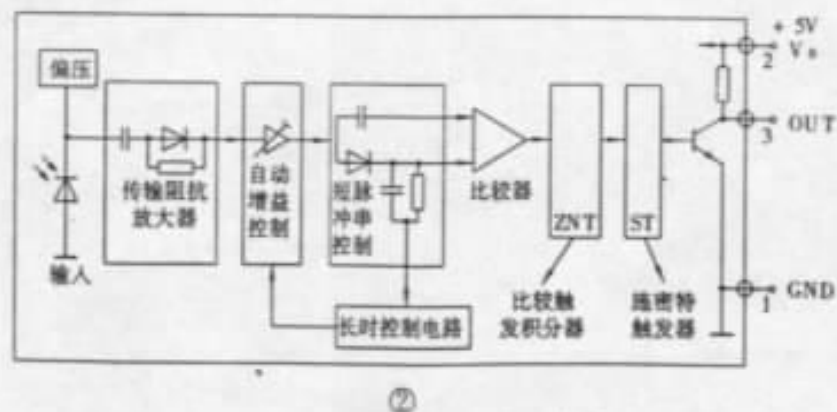 偏压
传输阻抗
放大器
输入
自动
增益
控制
短脉
冲串
控制
长时控制电路
比较器
ZNT
比较触
发积分器
ST
施密特
触发器
+ 5V
2 Vs
3 OUT
1 GND
②